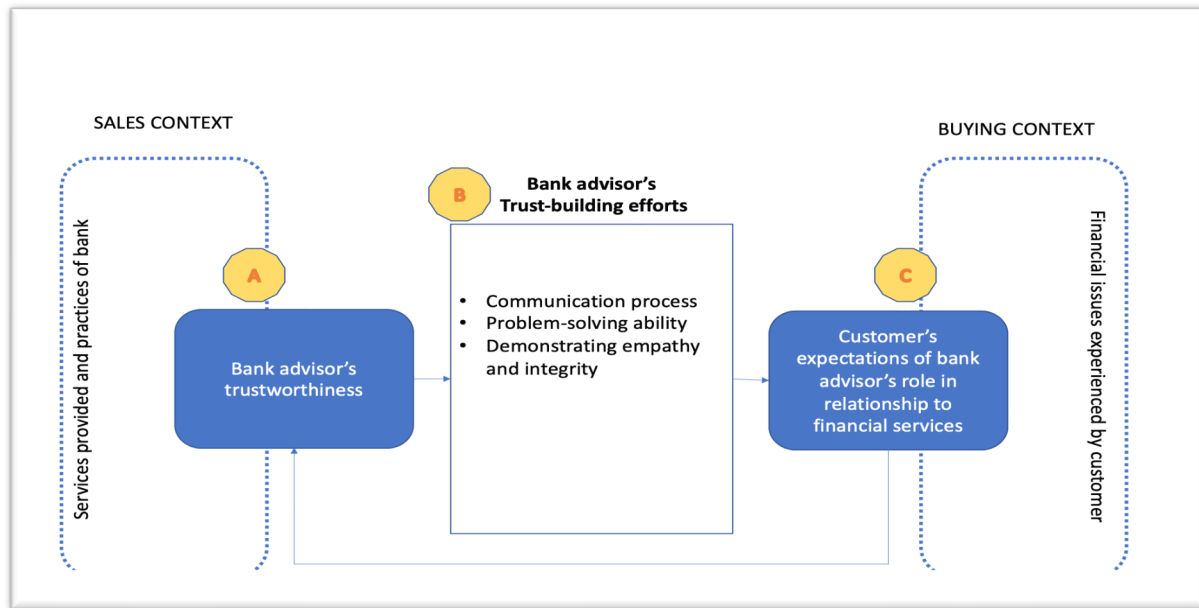 SALES CONTEXT
BUYING CONTEXT
Services provided and practices of bank
A
Bank advisor's
trustworthiness
B
Bank advisor's
Trust-building efforts
• Communication process
• Problem-solving ability
• Demonstrating empathy
and integrity
C
Customer's
expectations of bank
advisor's role in
relationship to
financial services
Financial issues experienced by customer